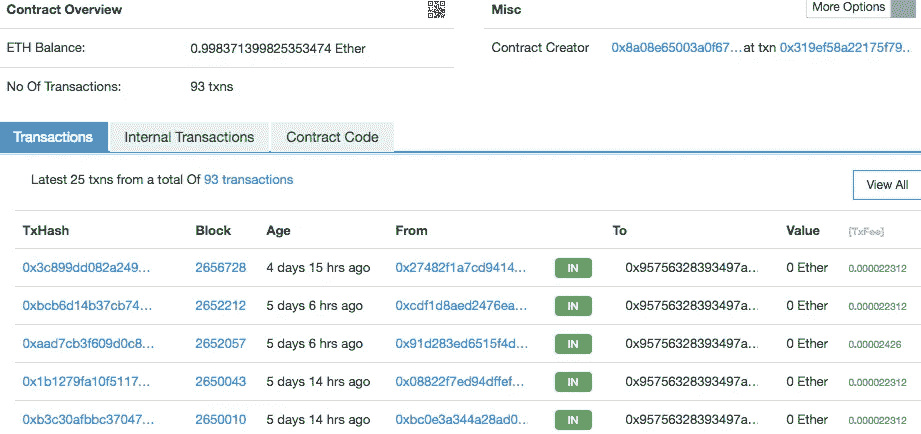 Contract Overview
Misc
More Options
ETH Balance: 0.998371399825353474 Ether
Contract Creator 0x8a08e65003a0f67... at txn 0x319ef58a22175f79..
No Of Transactions: 93 txns
Transactions Internal Transactions Contract Code
Latest 25 txns from a total Of 93 transactions
View All
TxHash Block Age From To Value [TxFee]
0x3c899dd082a249... 2656728 4 days 15 hrs ago 0x27482f1a7cd9414... IN 0x95756328393497a... 0 Ether 0.000022312
0xbcb6d14b37cb74... 2652212 5 days 6 hrs ago 0xcdf1d8aed2476ea... IN 0x95756328393497a... 0 Ether 0.000022312
0xaad7cb3f609d0c8... 2652057 5 days 6 hrs ago 0x91d283ed6515f4d... IN 0x95756328393497a... 0 Ether 0.00002426
0x1b1279fa10f5117... 2650043 5 days 14 hrs ago 0x08822f7ed94dffef... IN 0x95756328393497a... 0 Ether 0.000022312
0xb3c30afbbc37047... 2650010 5 days 14 hrs ago 0xbc0e3a344a28ad0... IN 0x95756328393497a... 0 Ether 0.000022312